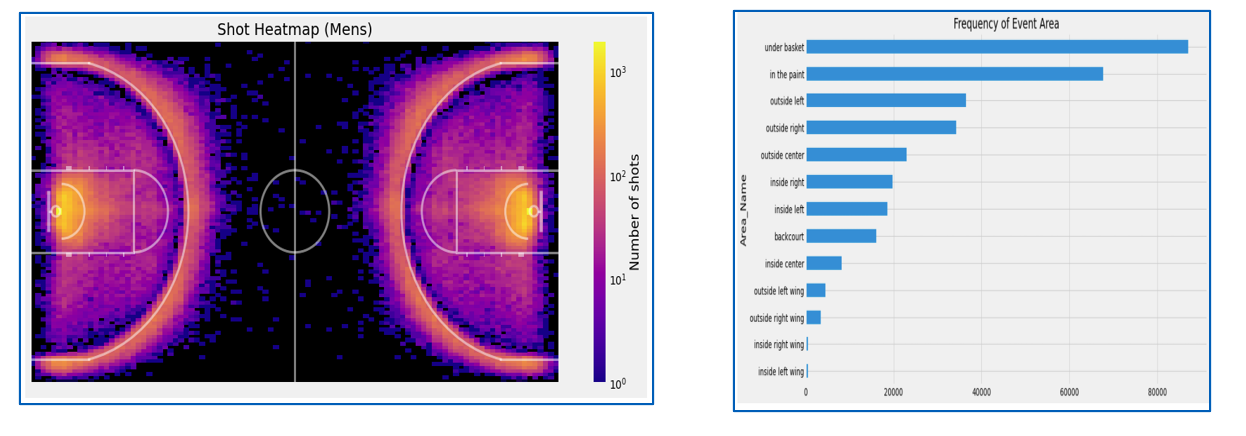 Shot Heatmap (Mens)
10³
10²
10¹
10⁰
Number of shots
Frequency of Event Area
Area_Name
under basket
in the paint
outside left
outside right
outside center
inside right
inside left
backcourt
inside center
outside left wing
outside right wing
inside right wing
inside left wing
0 20000 40000 60000 80000